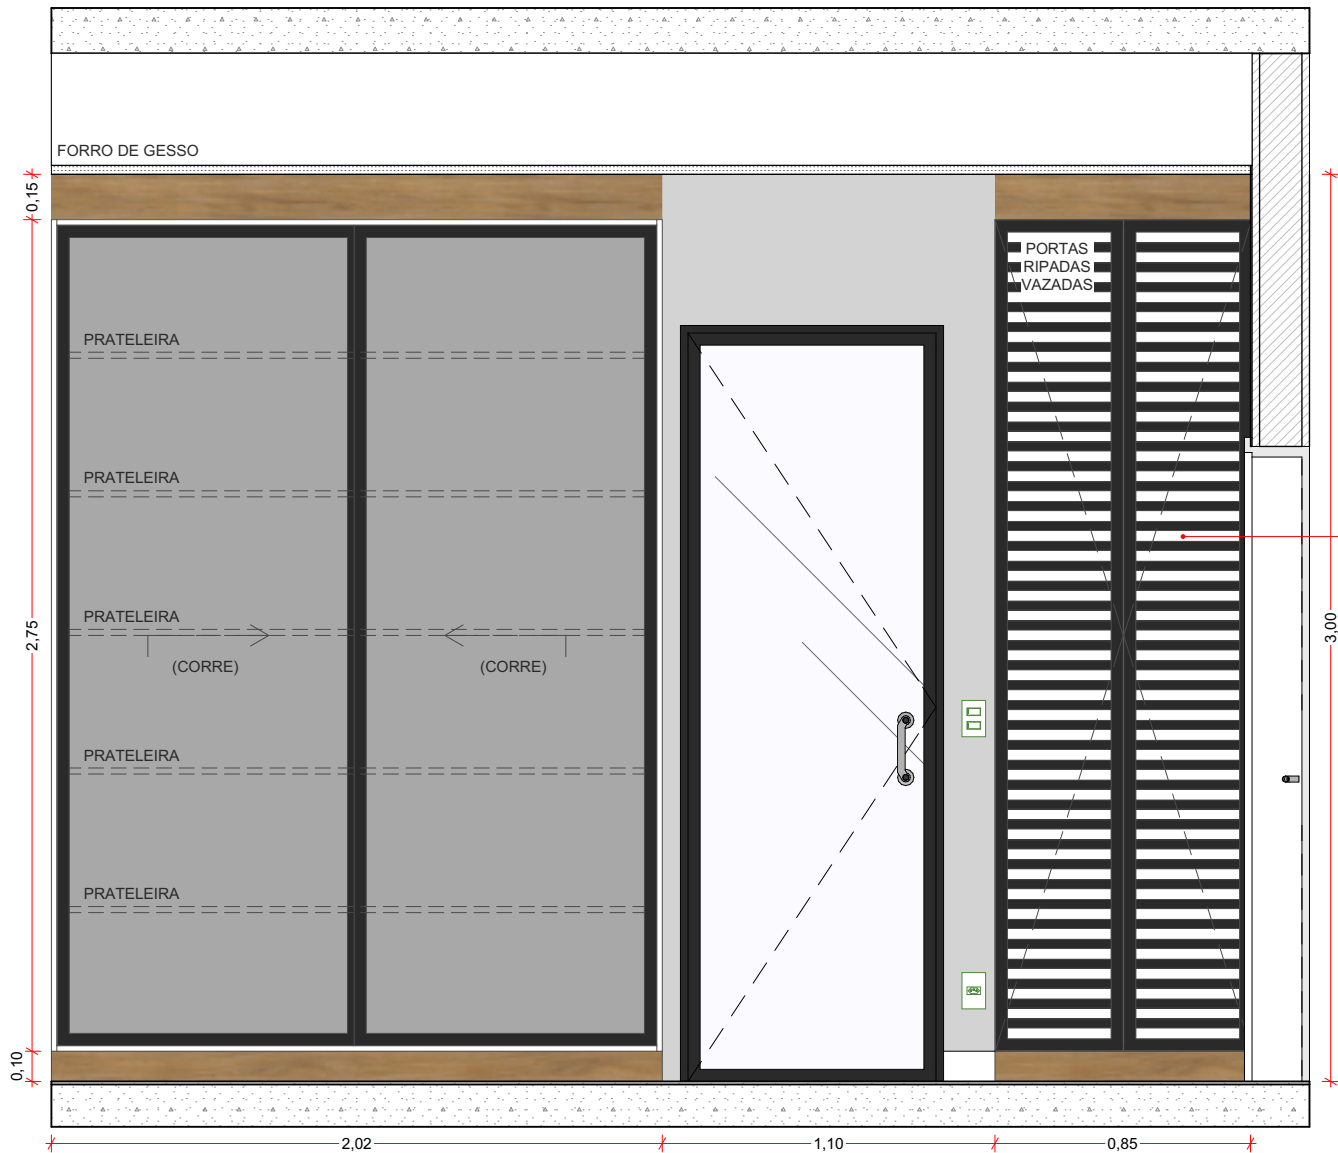 FORRO DE GESSO
0,15
PORTAS
RIPADAS
VAZADAS
PRATELEIRA
PRATELEIRA
PRATELEIRA
(CORRE)
(CORRE)
2,75
3,00
PRATELEIRA
PRATELEIRA
0,10
2,02
1,10
0,85